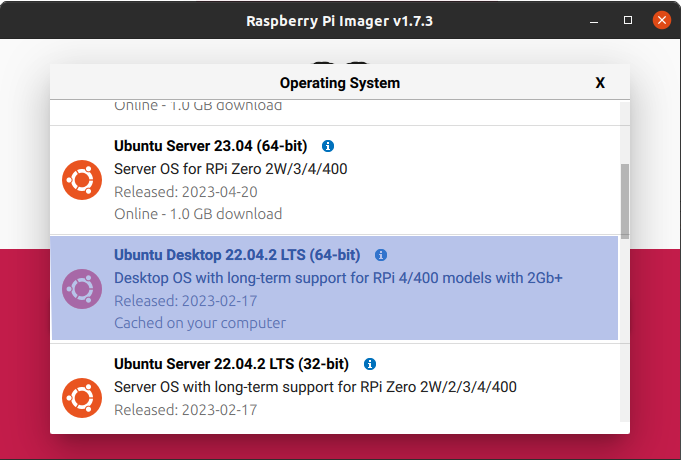 Raspberry Pi Imager v1.7.3
Operating System
X
Online - 1.0 GB download
Ubuntu Server 23.04 (64-bit)
Server OS for RPi Zero 2W/3/4/400
Released: 2023-04-20
Online - 1.0 GB download
Ubuntu Desktop 22.04.2 LTS (64-bit)
Desktop OS with long-term support for RPi 4/400 models with 2Gb+
Released: 2023-02-17
Cached on your computer
Ubuntu Server 22.04.2 LTS (32-bit)
Server OS with long-term support for RPi Zero 2W/2/3/4/400
Released: 2023-02-17